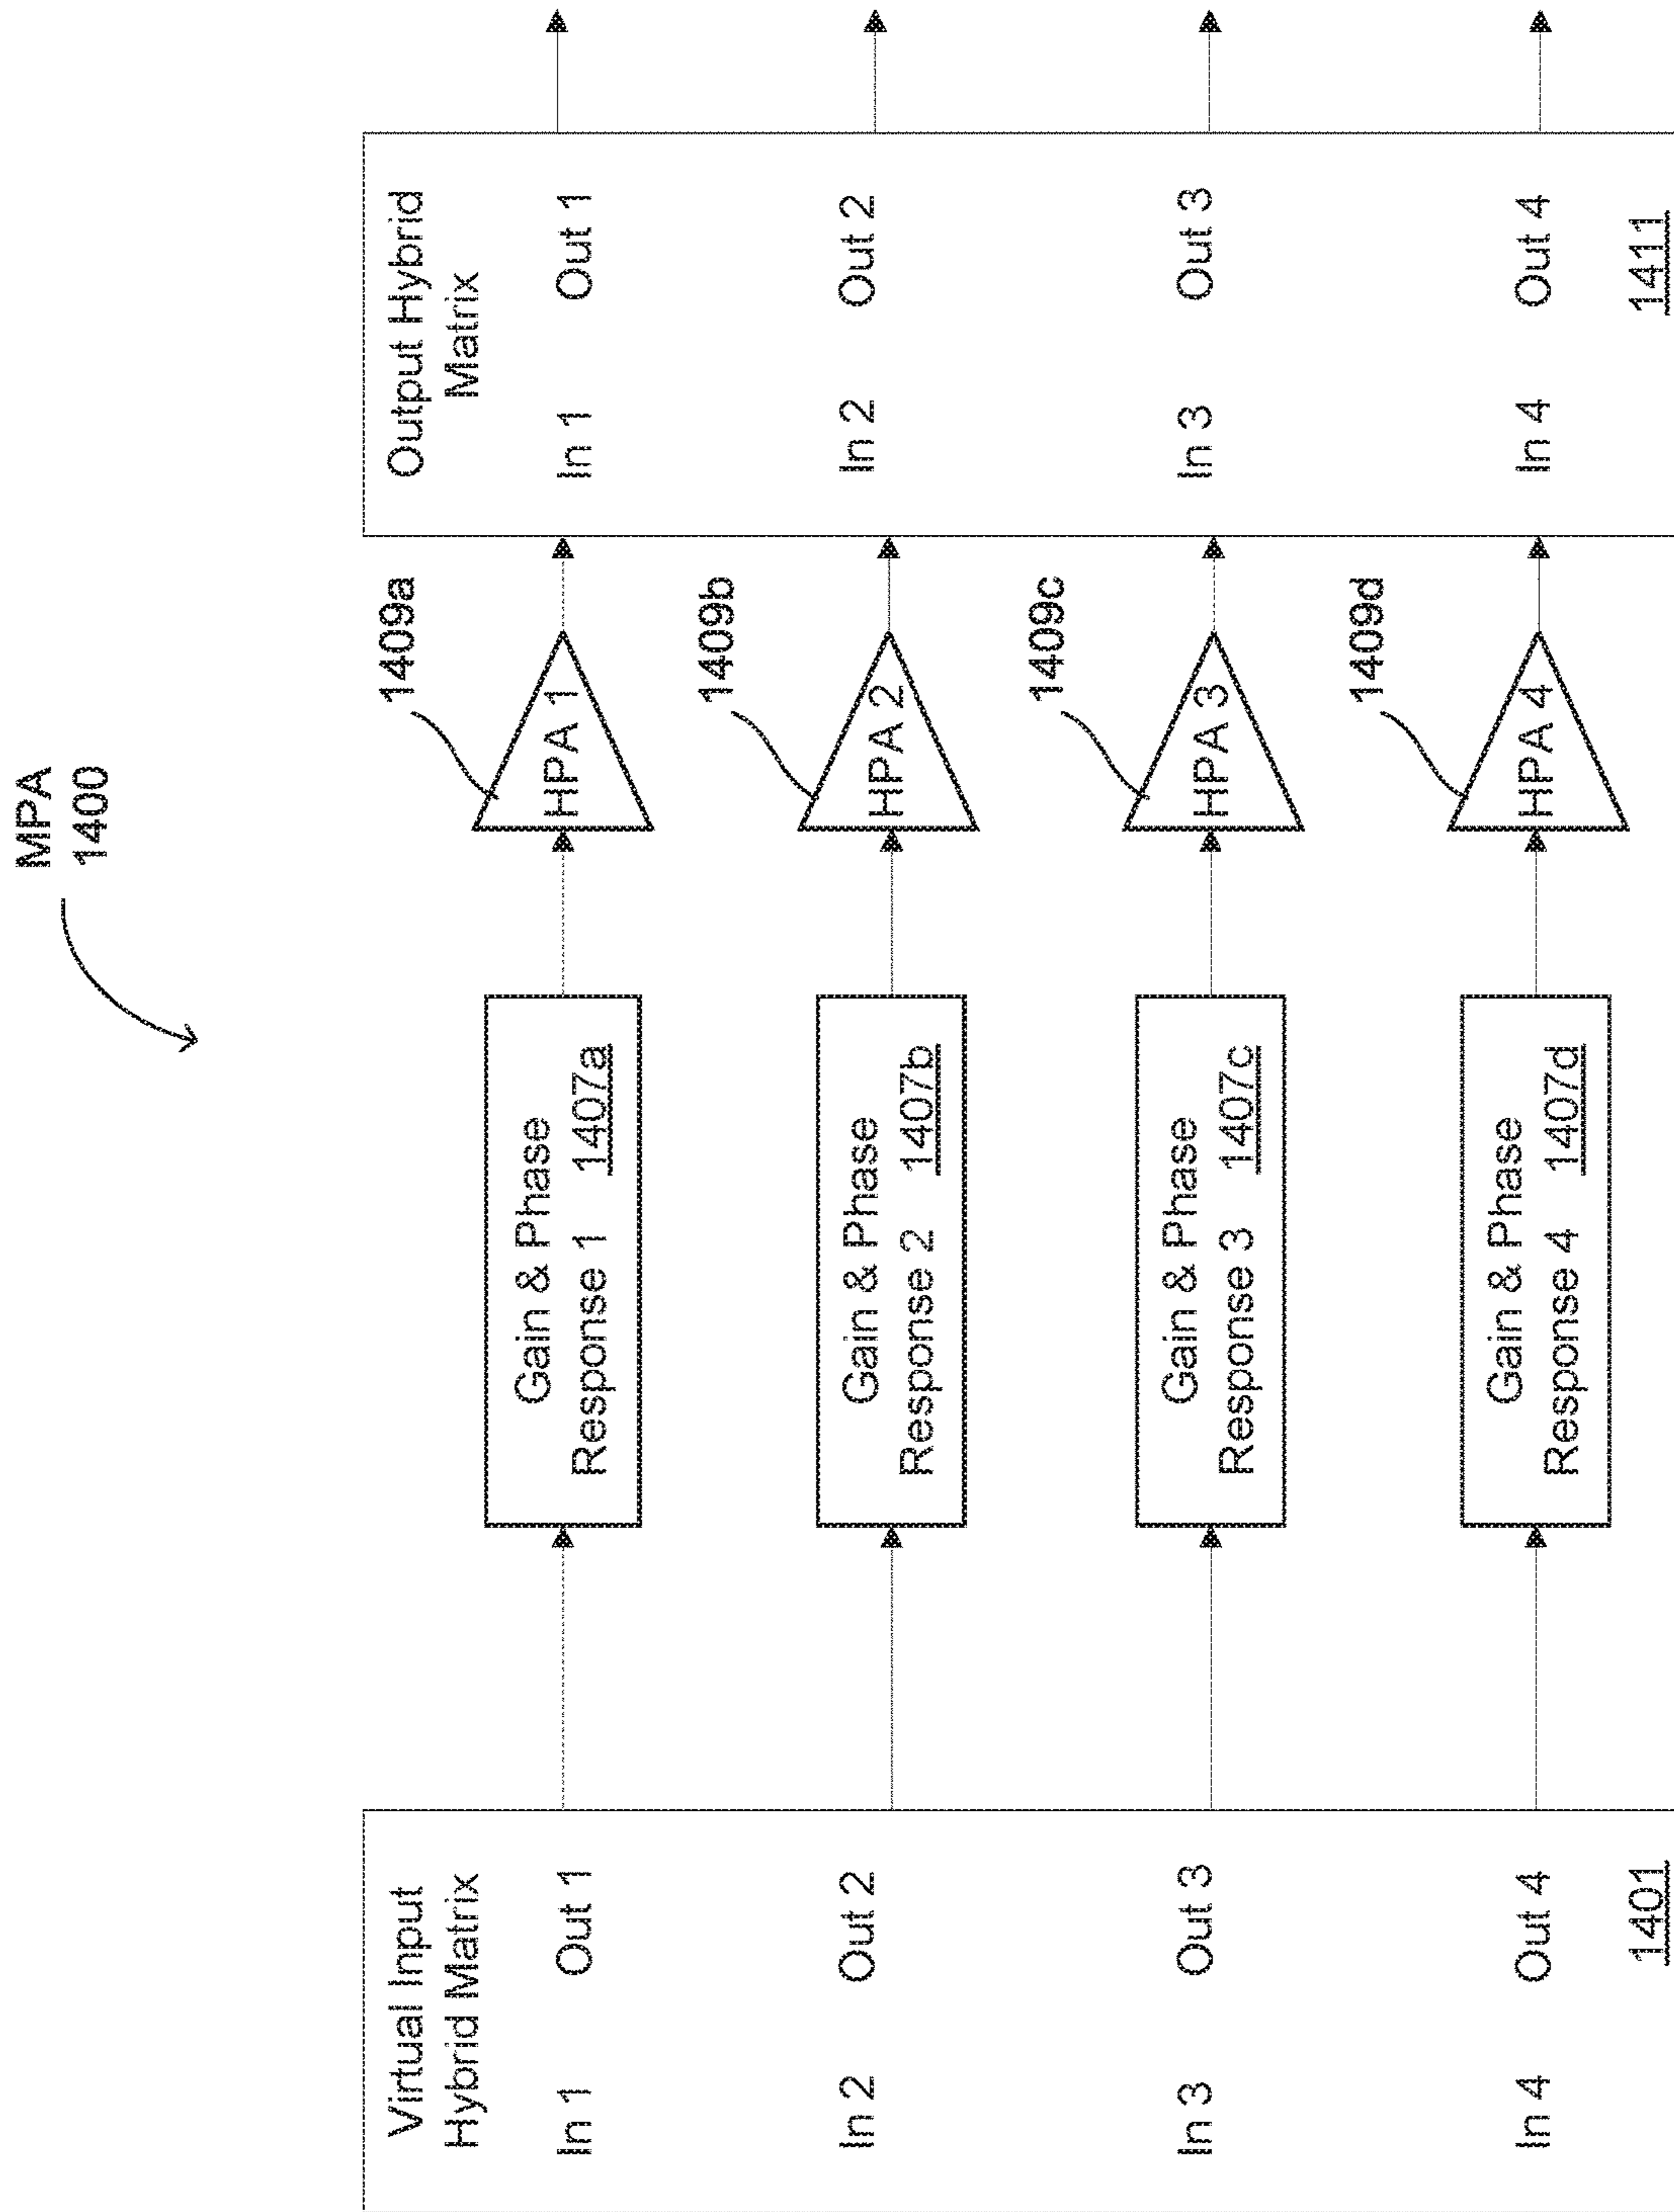 MPA
1400
Virtual Input
Hybrid Matrix
In 1
Out 1
In 2
Out 2
In 3
Out 3
In 4
Out 4
1401
Gain & Phase
Response 1
1407a
Gain & Phase
Response 2
1407b
Gain & Phase
Response 3
1407c
Gain & Phase
Response 4
1407d
1409a
HPA 1
1409b
HPA 2
1409c
HPA 3
1409d
HPA 4
Output Hybrid
Matrix
In 1
Out 1
In 2
Out 2
In 3
Out 3
In 4
Out 4
1411